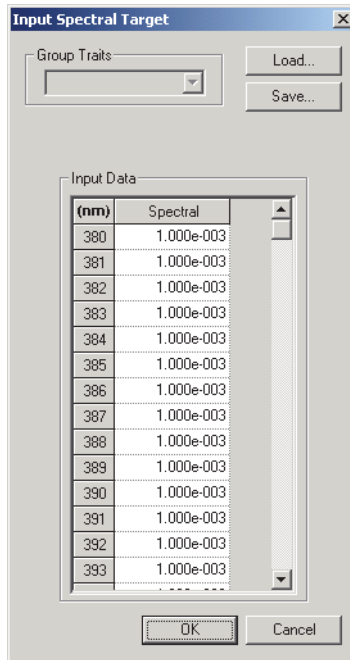 Input Spectral Target
Group Traits
Load...
Save...
Input Data
(nm) Spectral
380 1.000e-003
381 1.000e-003
382 1.000e-003
383 1.000e-003
384 1.000e-003
385 1.000e-003
386 1.000e-003
387 1.000e-003
388 1.000e-003
389 1.000e-003
390 1.000e-003
391 1.000e-003
392 1.000e-003
393 1.000e-003
OK Cancel